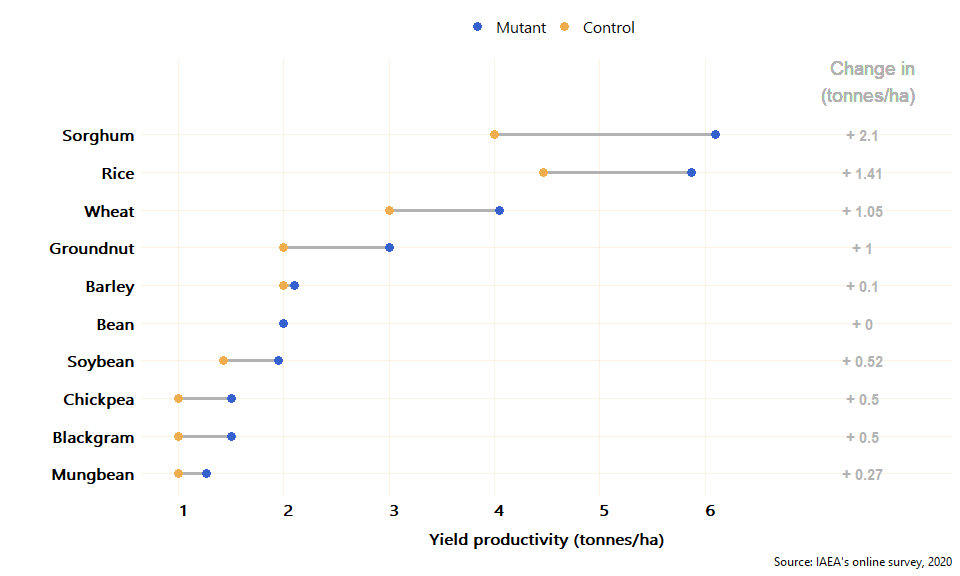 Mutant Control
Change in
(tonnes/ha)
Sorghum + 2.1
Rice + 1.41
Wheat + 1.05
Groundnut + 1
Barley + 0.1
Bean + 0
Soybean + 0.52
Chickpea + 0.5
Blackgram + 0.5
Mungbean + 0.27
1 2 3 4 5 6
Yield productivity (tonnes/ha)
Source: IAEA's online survey, 2020